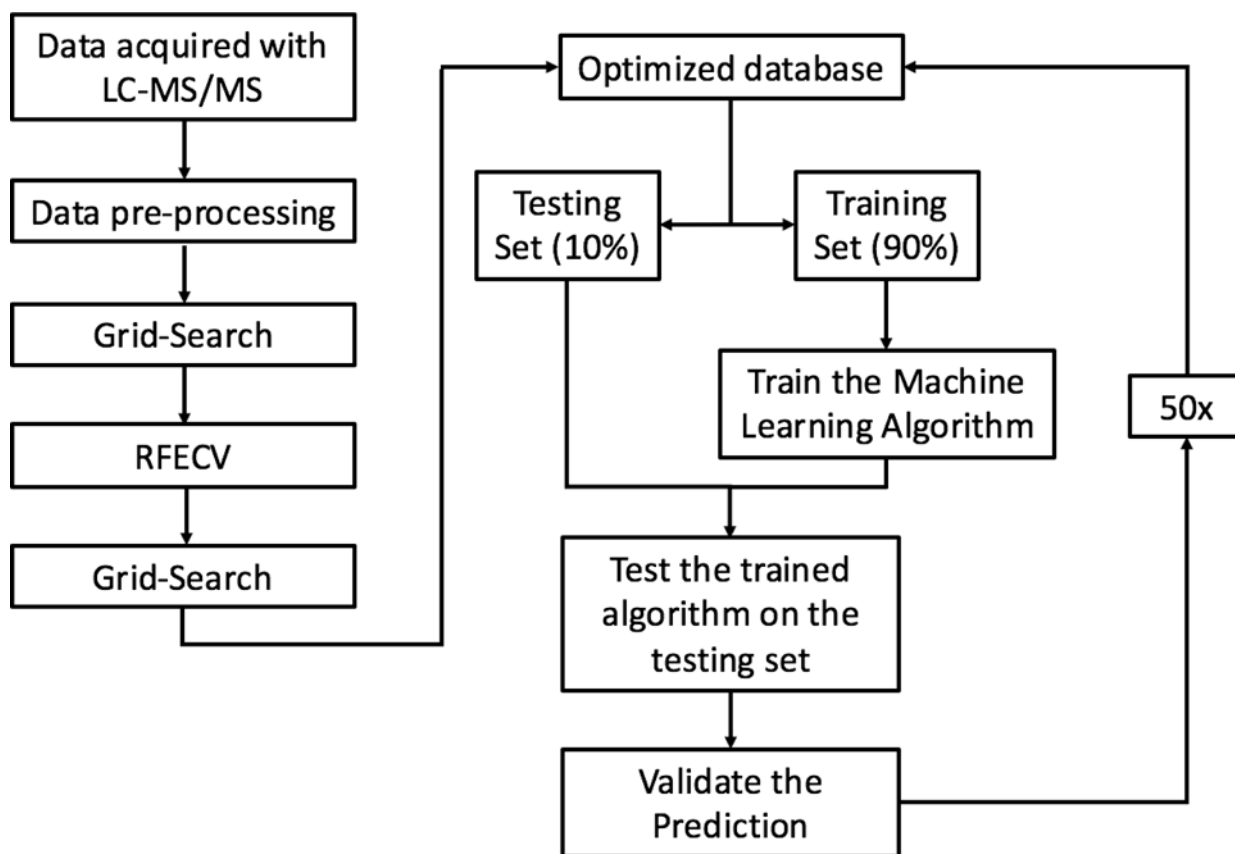 Data acquired with
LC-MS/MS
Data pre-processing
Grid-Search
RFECV
Grid-Search
Optimized database
Testing
Set (10%)
Training
Set (90%)
Train the Machine
Learning Algorithm
Test the trained
algorithm on the
testing set
Validate the
Prediction
50x